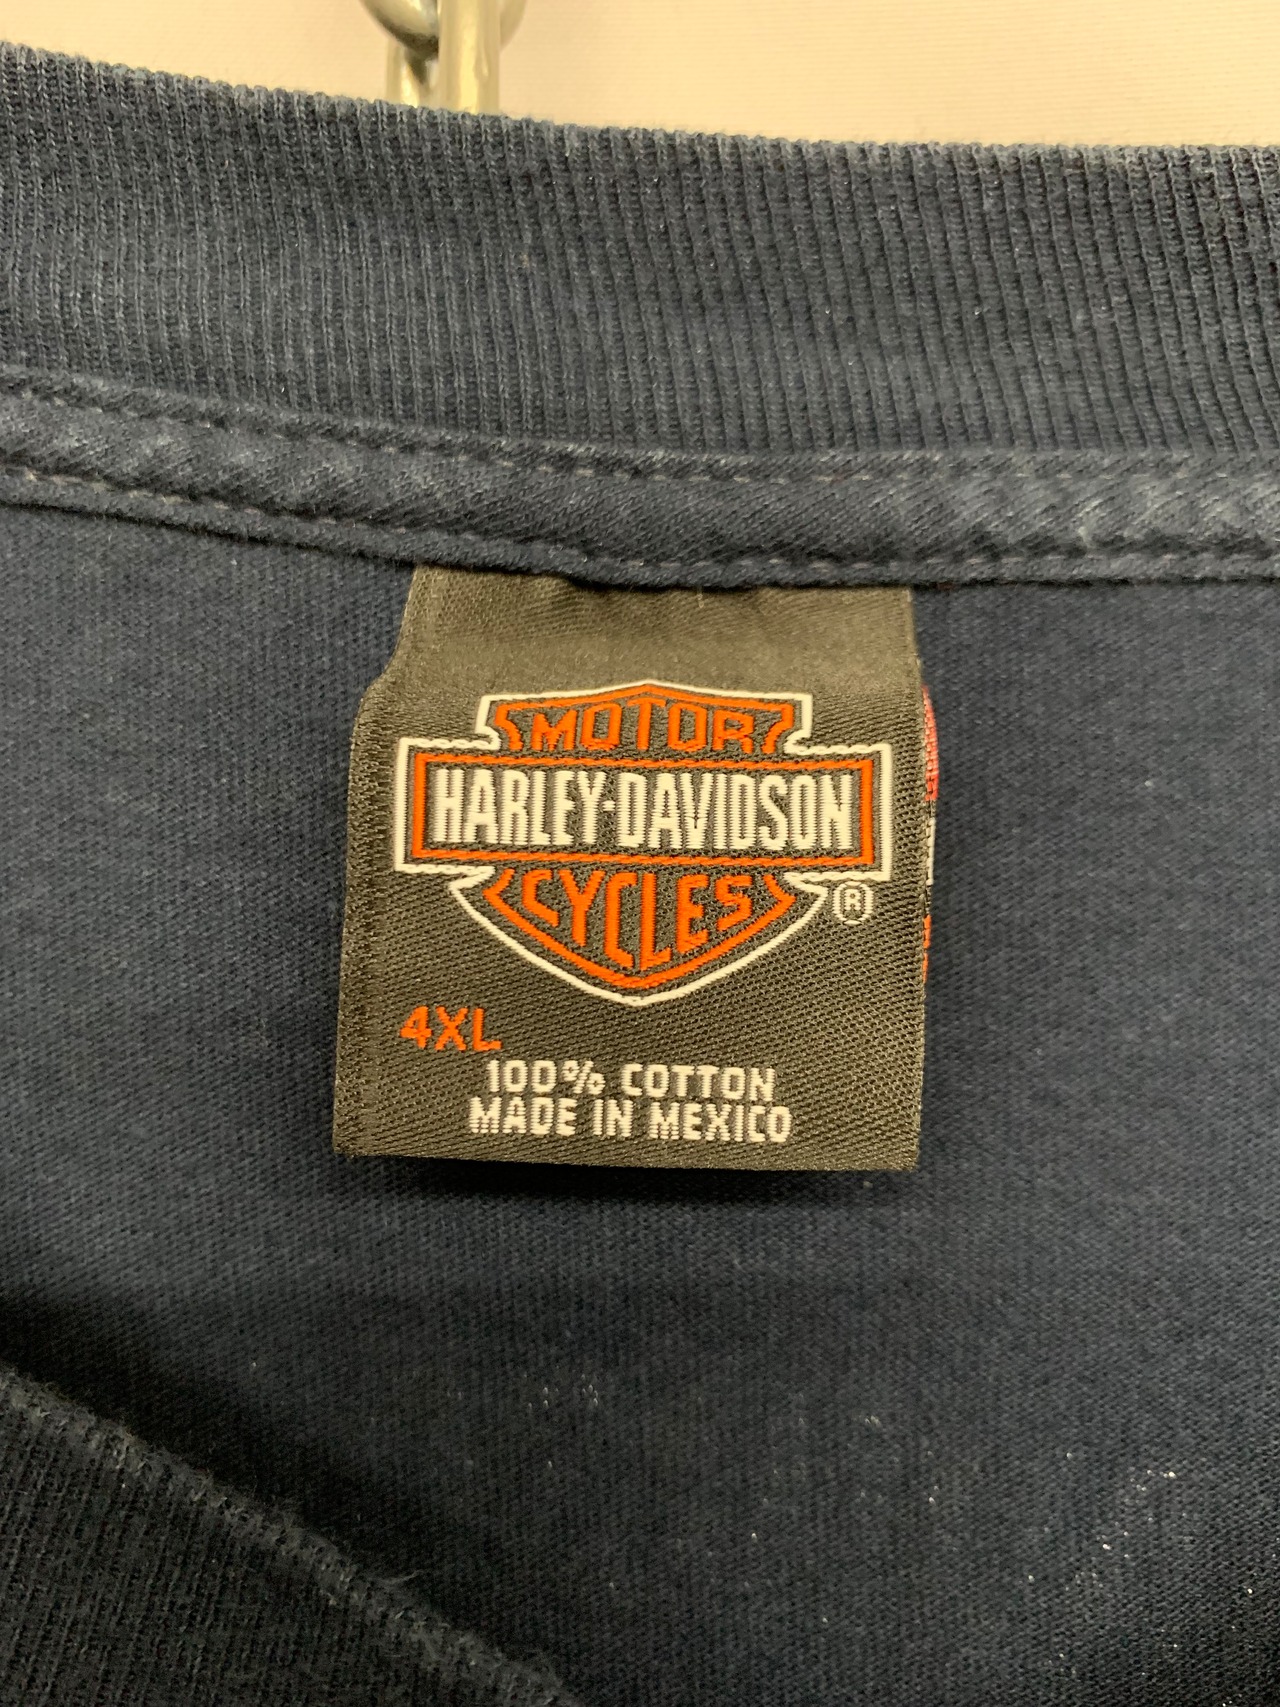 MOTOR
HARLEY-DAVIDSON
CYCLES
®
4XL
100% COTTON
MADE IN MEXICO